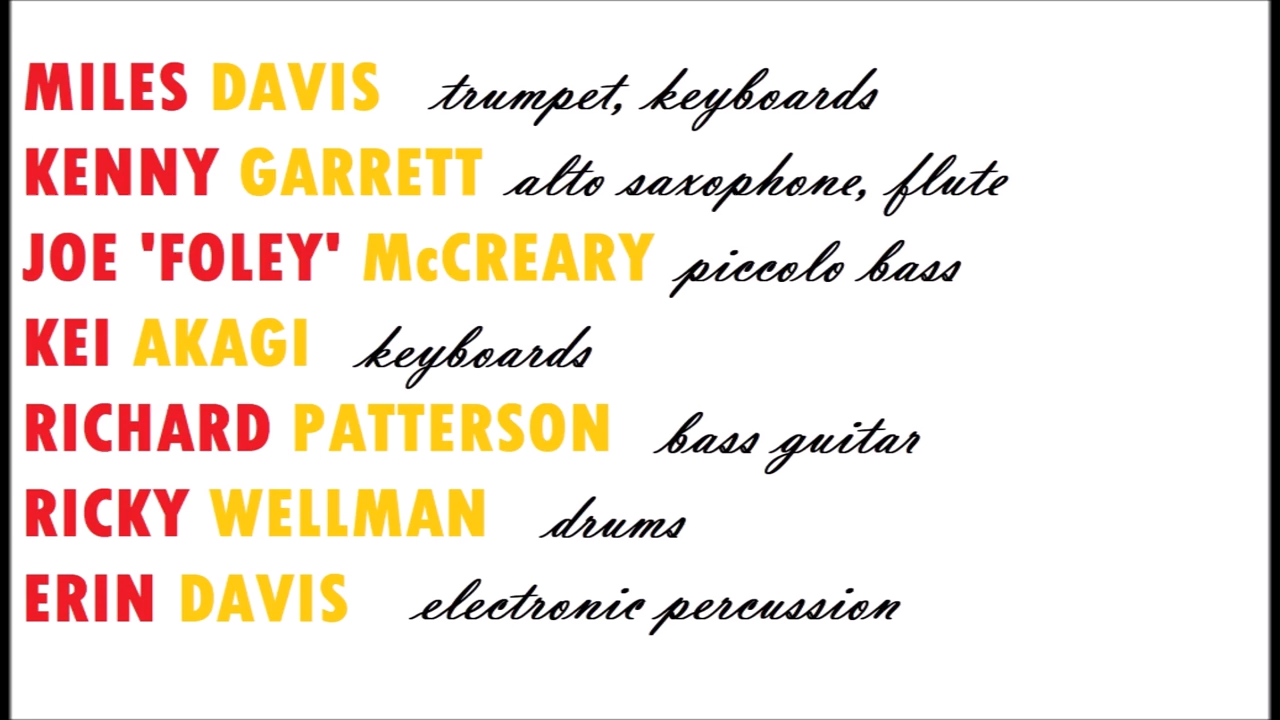 MILES DAVIS trumpet, keyboards
KENNY GARRETT alto saxophone, flute
JOE 'FOLEY' McCREARY piccolo bass
KEI AKAGI keyboards
RICHARD PATTERSON bass guitar
RICKY WELLMAN drums
ERIN DAVIS electronic percussion